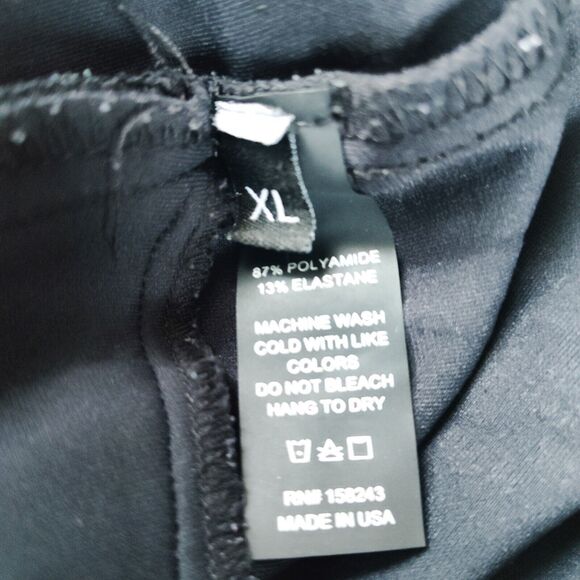 XL
87% POLYAMIDE
13% ELASTANE
MACHINE WASH
COLD WITH LIKE
COLORS
DO NOT BLEACH
HANG TO DRY
RN# 158243
MADE IN USA